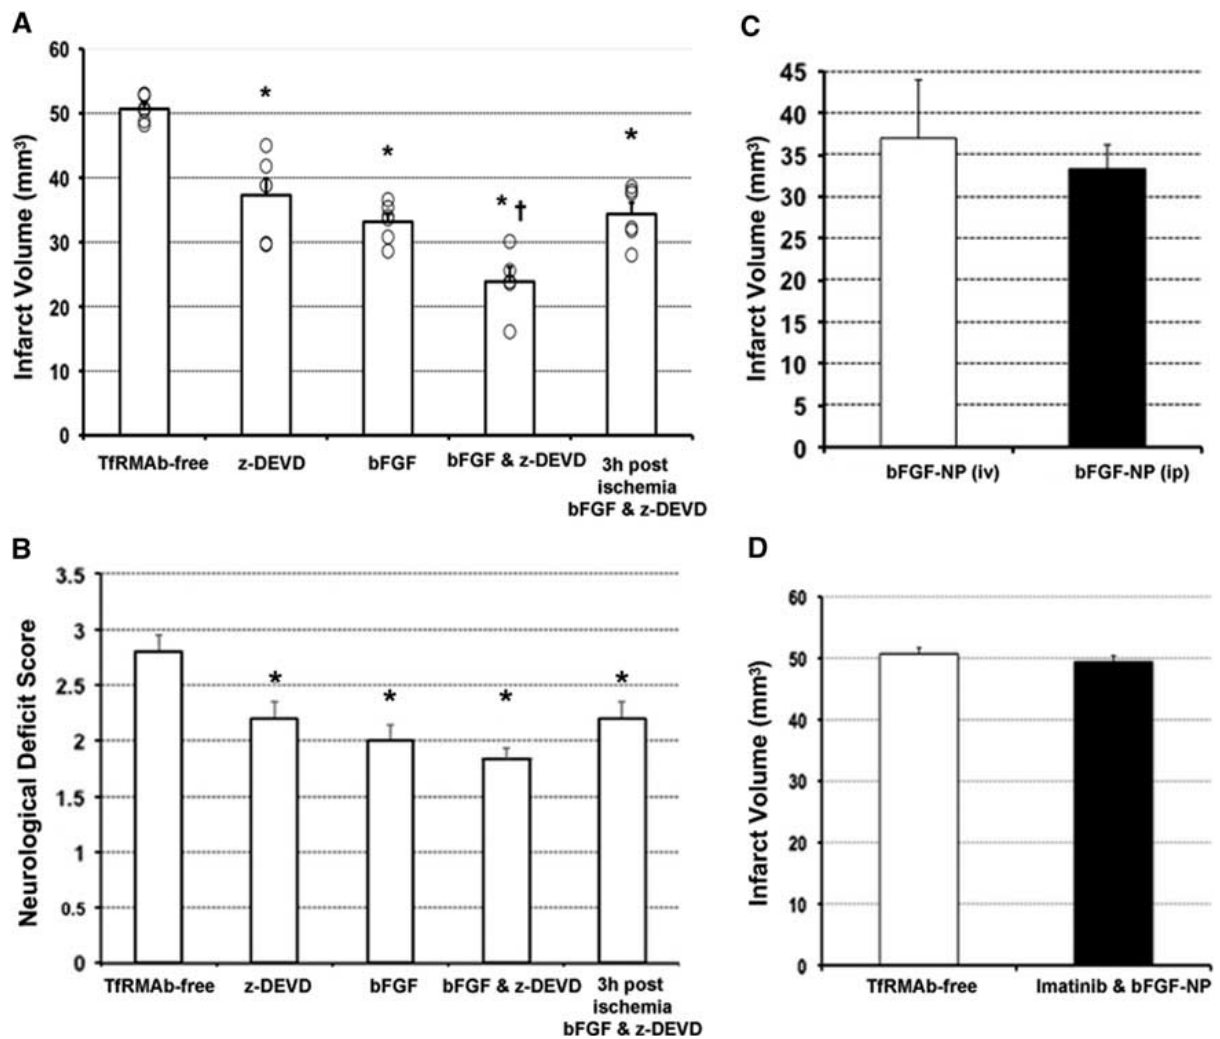 A
Infarct Volume (mm³)
60
50
40
30
20
10
0
*
*
* †
*
TfRMAb-free
z-DEVD
bFGF
bFGF & z-DEVD
3h post
ischemia
bFGF & z-DEVD
C
Infarct Volume (mm³)
45
40
35
30
25
20
15
10
5
0
bFGF-NP (iv)
bFGF-NP (ip)
B
Neurological Deficit Score
3.5
3
2.5
2
1.5
1
0.5
0
*
*
*
*
TfRMAb-free
z-DEVD
bFGF
bFGF & z-DEVD
3h post
ischemia
bFGF & z-DEVD
D
Infarct Volume (mm³)
60
50
40
30
20
10
0
TfRMAb-free
Imatinib & bFGF-NP